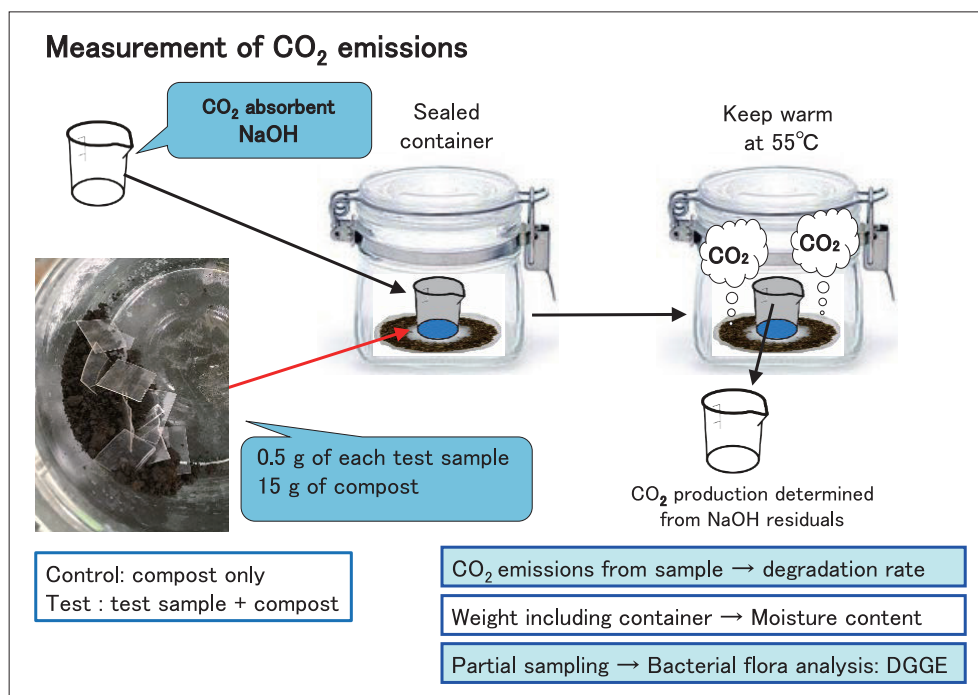 Measurement of CO₂ emissions
CO₂ absorbent
NaOH
Sealed
container
Keep warm
at 55℃
CO₂
CO₂
0.5 g of each test sample
15 g of compost
CO₂ production determined
from NaOH residuals
Control: compost only
Test : test sample + compost
CO₂ emissions from sample → degradation rate
Weight including container → Moisture content
Partial sampling → Bacterial flora analysis: DGGE